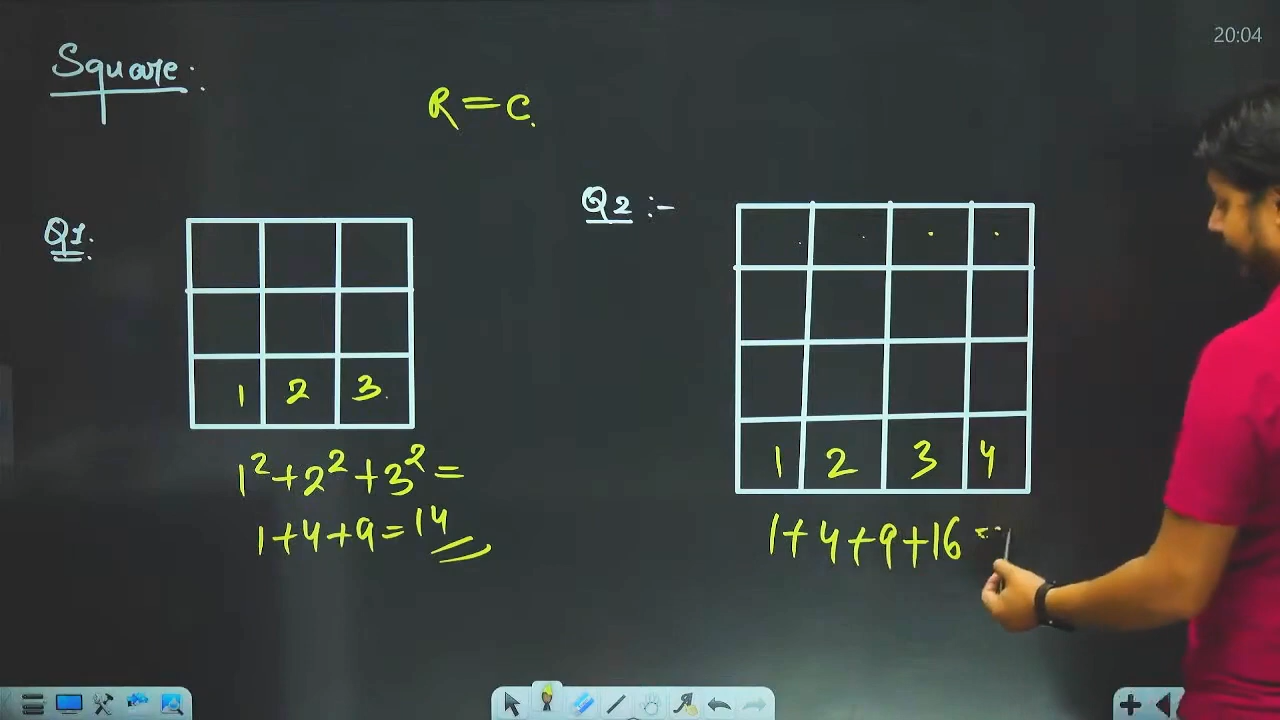 20:04
Square:
R = C.
Q1:
Q2 :-
1 2 3
1² + 2² + 3² =
1 + 4 + 9 = 14
1 2 3 4
1 + 4 + 9 + 16 =